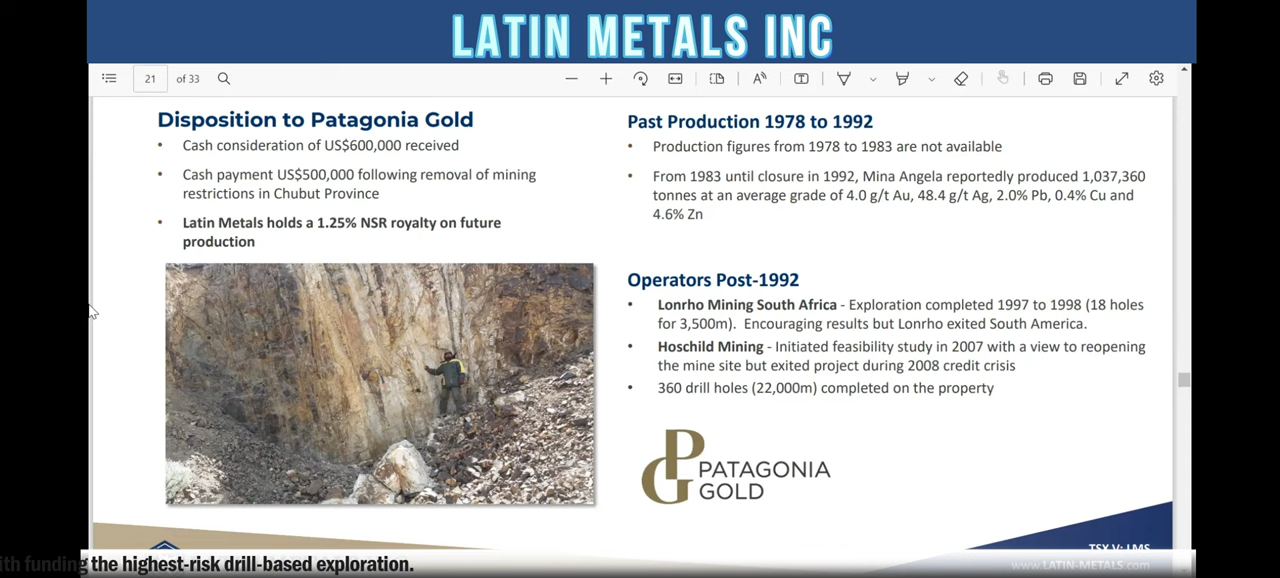 LATIN METALS INC
21 of 33
Disposition to Patagonia Gold
• Cash consideration of US$600,000 received
• Cash payment US$500,000 following removal of mining
restrictions in Chubut Province
• Latin Metals holds a 1.25% NSR royalty on future
production
Past Production 1978 to 1992
• Production figures from 1978 to 1983 are not available
• From 1983 until closure in 1992, Mina Angela reportedly produced 1,037,360
tonnes at an average grade of 4.0 g/t Au, 48.4 g/t Ag, 2.0% Pb, 0.4% Cu and
4.6% Zn
Operators Post-1992
• Lonrho Mining South Africa - Exploration completed 1997 to 1998 (18 holes
for 3,500m). Encouraging results but Lonrho exited South America.
• Hoschild Mining - Initiated feasibility study in 2007 with a view to reopening
the mine site but exited project during 2008 credit crisis
• 360 drill holes (22,000m) completed on the property
PATAGONIA
GOLD
TSX V: LMS
www.LATIN-METALS.com
ith funding the highest-risk drill-based exploration.